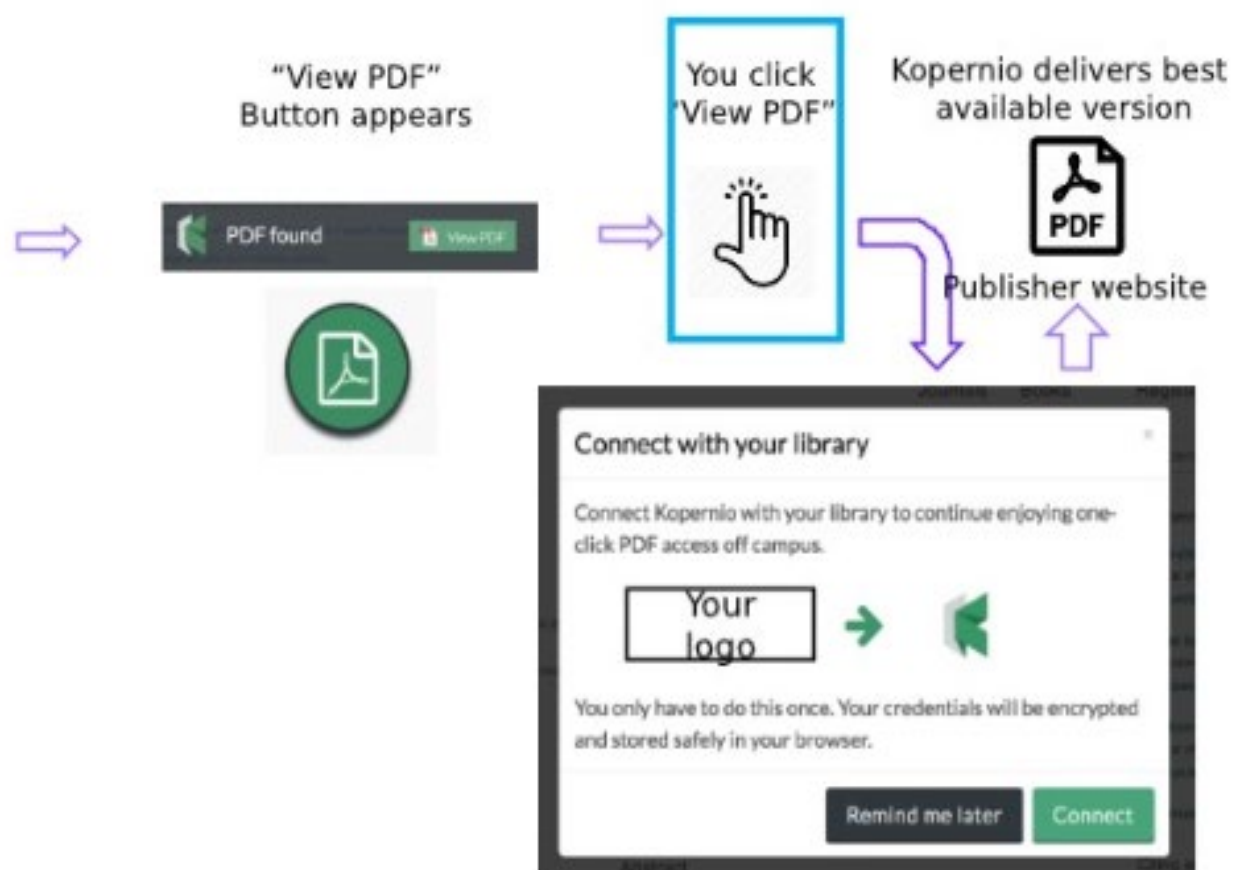 “View PDF”
Button appears
PDF found
View PDF
You click
"View PDF"
Kopernio delivers best
available version
PDF
Publisher website
Journals Books
Connect with your library
×
Connect Kopernio with your library to continue enjoying one-
click PDF access off campus.
Your
logo
You only have to do this once. Your credentials will be encrypted
and stored safely in your browser.
Remind me later
Connect
Abstract